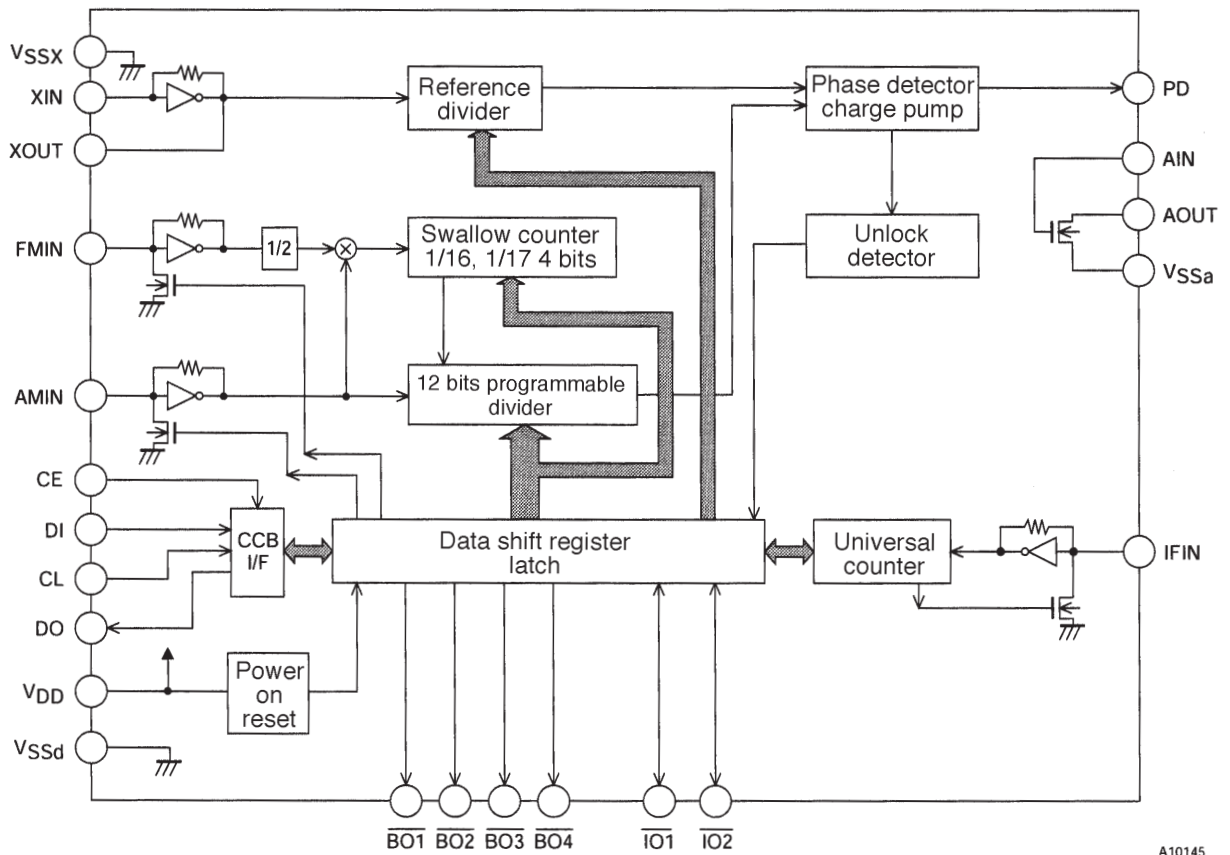 VSSX
XIN
XOUT
FMIN
AMIN
CE
DI
CL
DO
VDD
VSSd
Reference
divider
Phase detector
charge pump
PD
AIN
AOUT
VSSa
1/2
Swallow counter
1/16, 1/17 4 bits
Unlock
detector
12 bits programmable
divider
CCB
I/F
Data shift register
latch
Universal
counter
IFIN
Power
on
reset
BO1 BO2 BO3 BO4 IO1 IO2
A10145